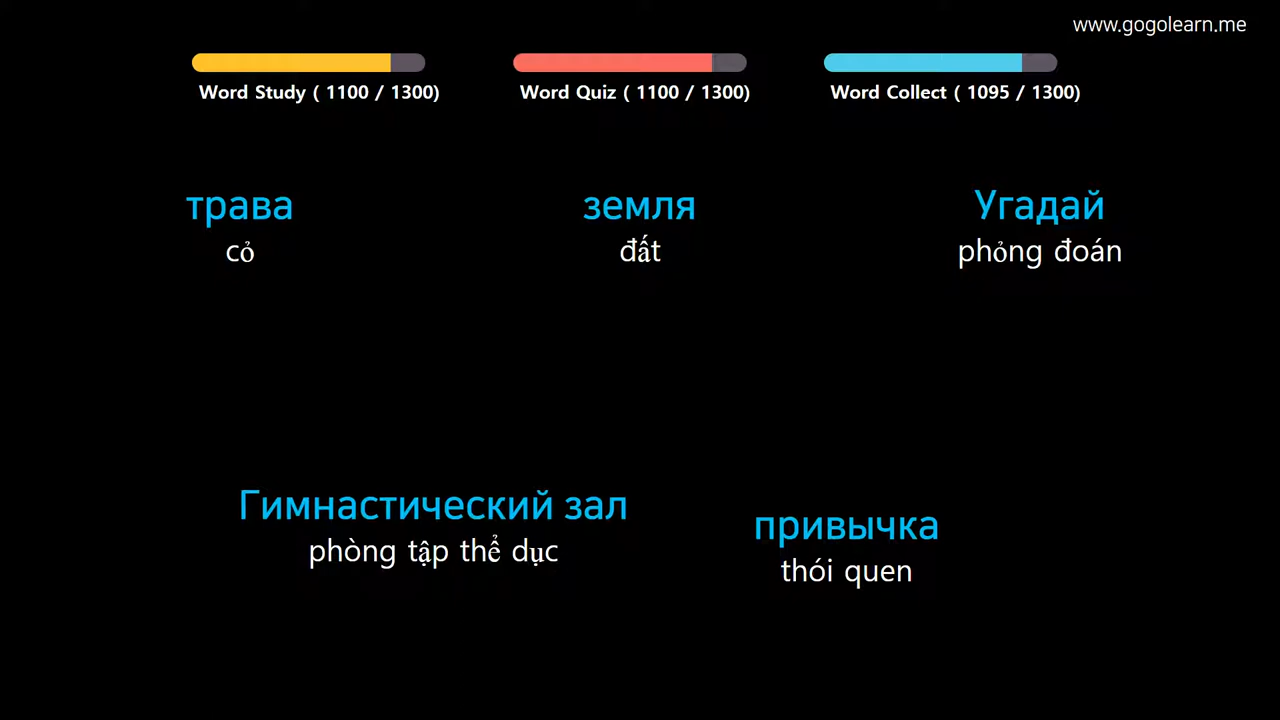 www.gogolearn.me
Word Study ( 1100 / 1300)
Word Quiz ( 1100 / 1300)
Word Collect ( 1095 / 1300)
трава
cỏ
земля
đất
Угадай
phỏng đoán
Гимнастический зал
phòng tập thể dục
привычка
thói quen